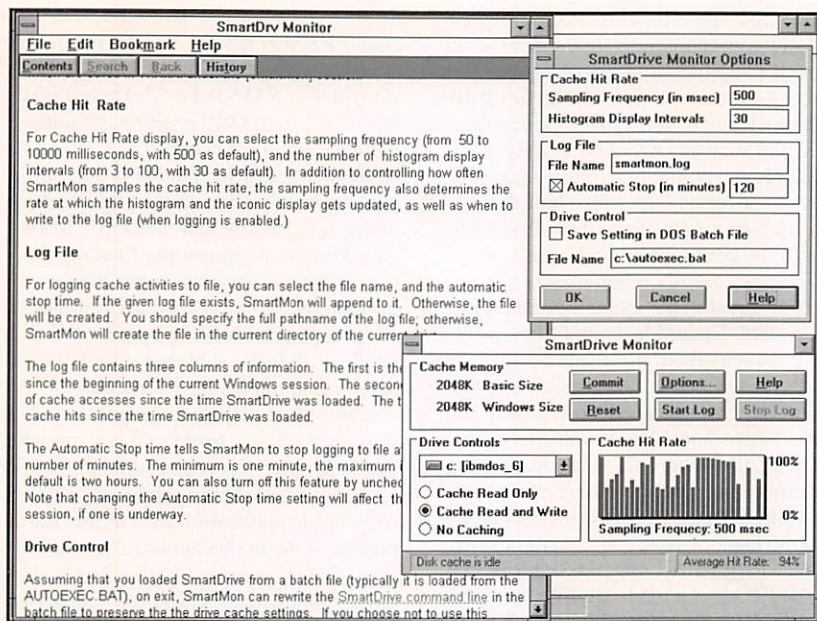 SmartDrv Monitor
File Edit Bookmark Help
Contents Search Back History
Cache Hit Rate
For Cache Hit Rate display, you can select the sampling frequency (from 50 to
10000 milliseconds, with 500 as default), and the number of histogram display
intervals (from 3 to 100, with 30 as default). In addition to controlling how often
SmartMon samples the cache hit rate, the sampling frequency also determines the
rate at which the histogram and the iconic display gets updated, as well as when to
write to the log file (when logging is enabled.)
Log File
For logging cache activities to file, you can select the file name, and the automatic
stop time. If the given log file exists, SmartMon will append to it. Otherwise, the file
will be created. You should specify the full pathname of the log file; otherwise,
SmartMon will create the file in the current directory of the current drive.
The log file contains three columns of information. The first is the
since the beginning of the current Windows session. The second
of cache accesses since the time SmartDrive was loaded. The
cache hits since the time SmartDrive was loaded.
The Automatic Stop time tells SmartMon to stop logging to file
number of minutes. The minimum is one minute, the maximum
default is two hours. You can also turn off this feature by
Note that changing the Automatic Stop time setting will affect
session, if one is underway.
Drive Control
Assuming that you loaded SmartDrive from a batch file (typically it is loaded from the
AUTOEXEC.BAT), on exit, SmartMon can rewrite the SmartDrive command line in the
batch file to preserve the the drive cache settings. If you choose not to use this
SmartDrive Monitor Options
Cache Hit Rate
Sampling Frequency (in msec) 500
Histogram Display Intervals 30
Log File
File Name smartmon.log
Automatic Stop (in minutes) 120
Drive Control
Save Setting in DOS Batch File
File Name c:\autoexec.bat
OK Cancel Help
SmartDrive Monitor
Cache Memory
2048K Basic Size Commit Options... Help
2048K Windows Size Reset Start Log Stop Log
Drive Controls
c: [ibmdos_6]
Cache Read Only
Cache Read and Write
No Caching
Cache Hit Rate
100%
0%
Sampling Frequecy: 500 msec
Disk cache is idle Average Hit Rate: 94%